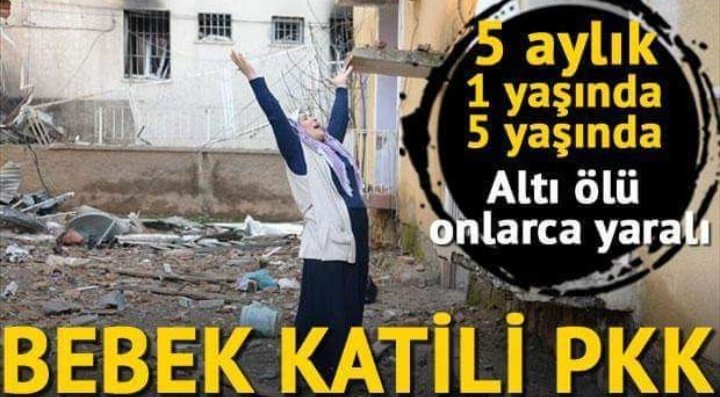 5 aylık
1 yaşında
5 yaşında
Altı ölü
onlarca yaralı
BEBEK KATİLİ PKK